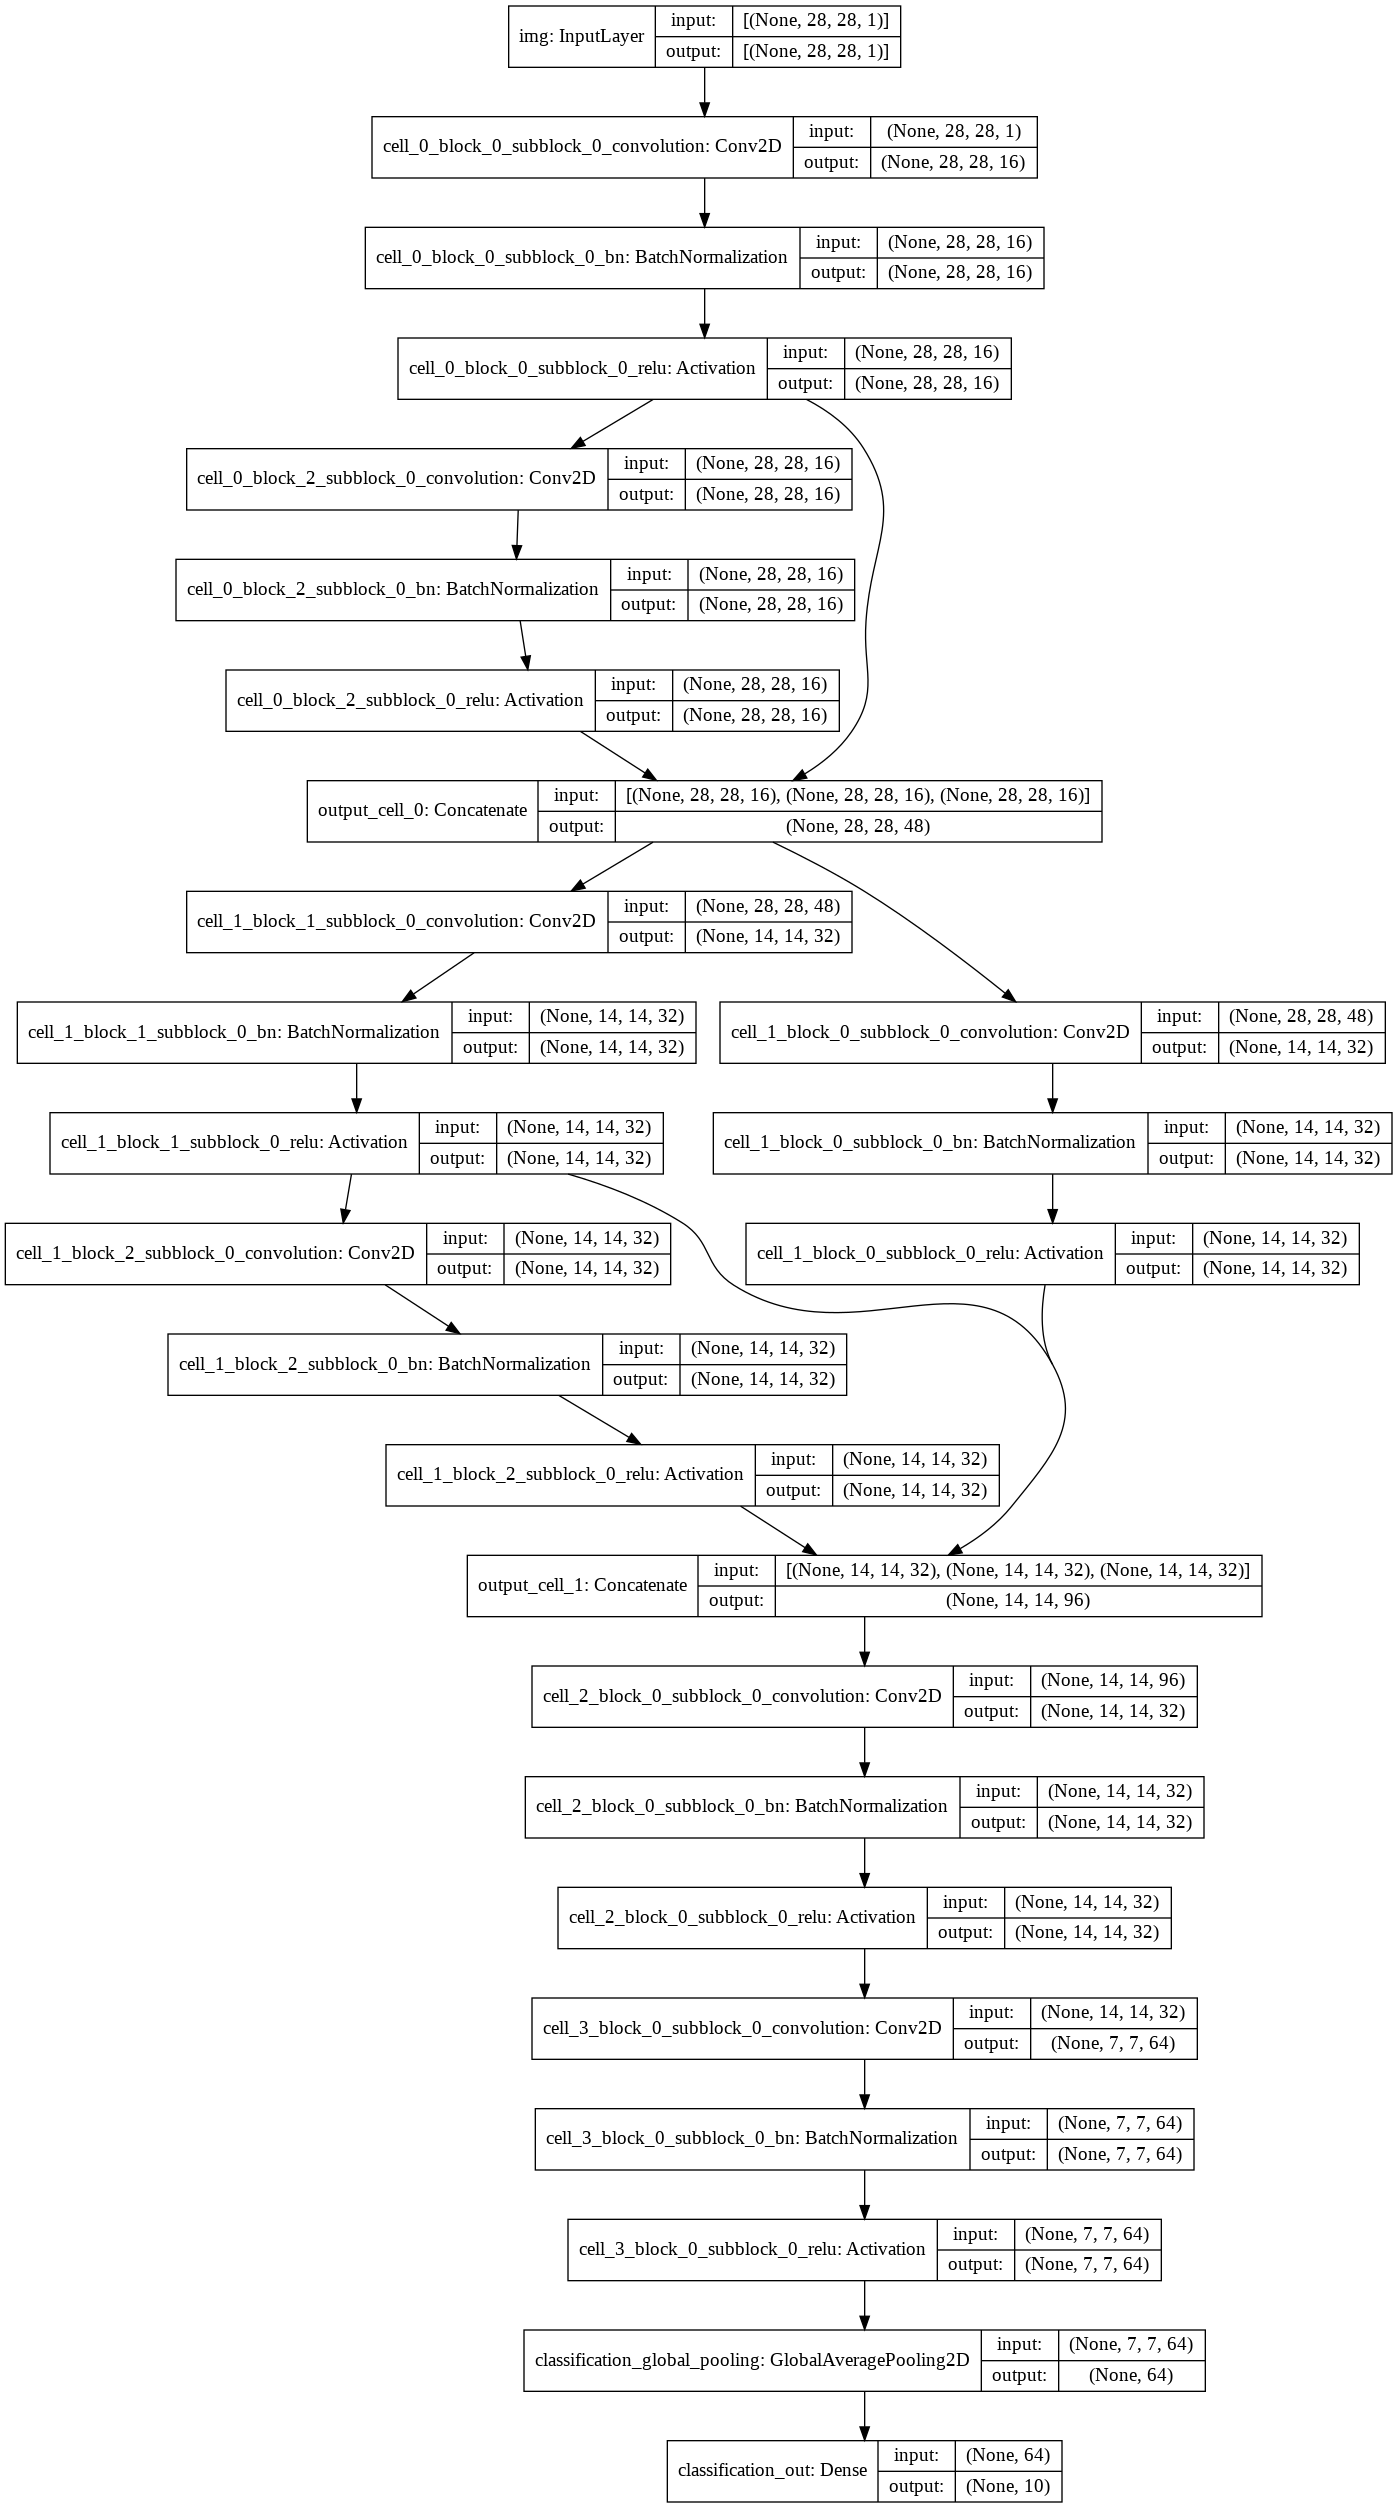 img: InputLayer
input: [(None, 28, 28, 1)]
output: [(None, 28, 28, 1)]
cell_0_block_0_subblock_0_convolution: Conv2D
input: (None, 28, 28, 1)
output: (None, 28, 28, 16)
cell_0_block_0_subblock_0_bn: BatchNormalization
input: (None, 28, 28, 16)
output: (None, 28, 28, 16)
cell_0_block_0_subblock_0_relu: Activation
input: (None, 28, 28, 16)
output: (None, 28, 28, 16)
cell_0_block_2_subblock_0_convolution: Conv2D
input: (None, 28, 28, 16)
output: (None, 28, 28, 16)
cell_0_block_2_subblock_0_bn: BatchNormalization
input: (None, 28, 28, 16)
output: (None, 28, 28, 16)
cell_0_block_2_subblock_0_relu: Activation
input: (None, 28, 28, 16)
output: (None, 28, 28, 16)
output_cell_0: Concatenate
input: [(None, 28, 28, 16), (None, 28, 28, 16), (None, 28, 28, 16)]
output: (None, 28, 28, 48)
cell_1_block_1_subblock_0_convolution: Conv2D
input: (None, 28, 28, 48)
output: (None, 14, 14, 32)
cell_1_block_1_subblock_0_bn: BatchNormalization
input: (None, 14, 14, 32)
output: (None, 14, 14, 32)
cell_1_block_0_subblock_0_convolution: Conv2D
input: (None, 28, 28, 48)
output: (None, 14, 14, 32)
cell_1_block_1_subblock_0_relu: Activation
input: (None, 14, 14, 32)
output: (None, 14, 14, 32)
cell_1_block_0_subblock_0_bn: BatchNormalization
input: (None, 14, 14, 32)
output: (None, 14, 14, 32)
cell_1_block_2_subblock_0_convolution: Conv2D
input: (None, 14, 14, 32)
output: (None, 14, 14, 32)
cell_1_block_0_subblock_0_relu: Activation
input: (None, 14, 14, 32)
output: (None, 14, 14, 32)
cell_1_block_2_subblock_0_bn: BatchNormalization
input: (None, 14, 14, 32)
output: (None, 14, 14, 32)
cell_1_block_2_subblock_0_relu: Activation
input: (None, 14, 14, 32)
output: (None, 14, 14, 32)
output_cell_1: Concatenate
input: [(None, 14, 14, 32), (None, 14, 14, 32), (None, 14, 14, 32)]
output: (None, 14, 14, 96)
cell_2_block_0_subblock_0_convolution: Conv2D
input: (None, 14, 14, 96)
output: (None, 14, 14, 32)
cell_2_block_0_subblock_0_bn: BatchNormalization
input: (None, 14, 14, 32)
output: (None, 14, 14, 32)
cell_2_block_0_subblock_0_relu: Activation
input: (None, 14, 14, 32)
output: (None, 14, 14, 32)
cell_3_block_0_subblock_0_convolution: Conv2D
input: (None, 14, 14, 32)
output: (None, 7, 7, 64)
cell_3_block_0_subblock_0_bn: BatchNormalization
input: (None, 7, 7, 64)
output: (None, 7, 7, 64)
cell_3_block_0_subblock_0_relu: Activation
input: (None, 7, 7, 64)
output: (None, 7, 7, 64)
classification_global_pooling: GlobalAveragePooling2D
input: (None, 7, 7, 64)
output: (None, 64)
classification_out: Dense
input: (None, 64)
output: (None, 10)